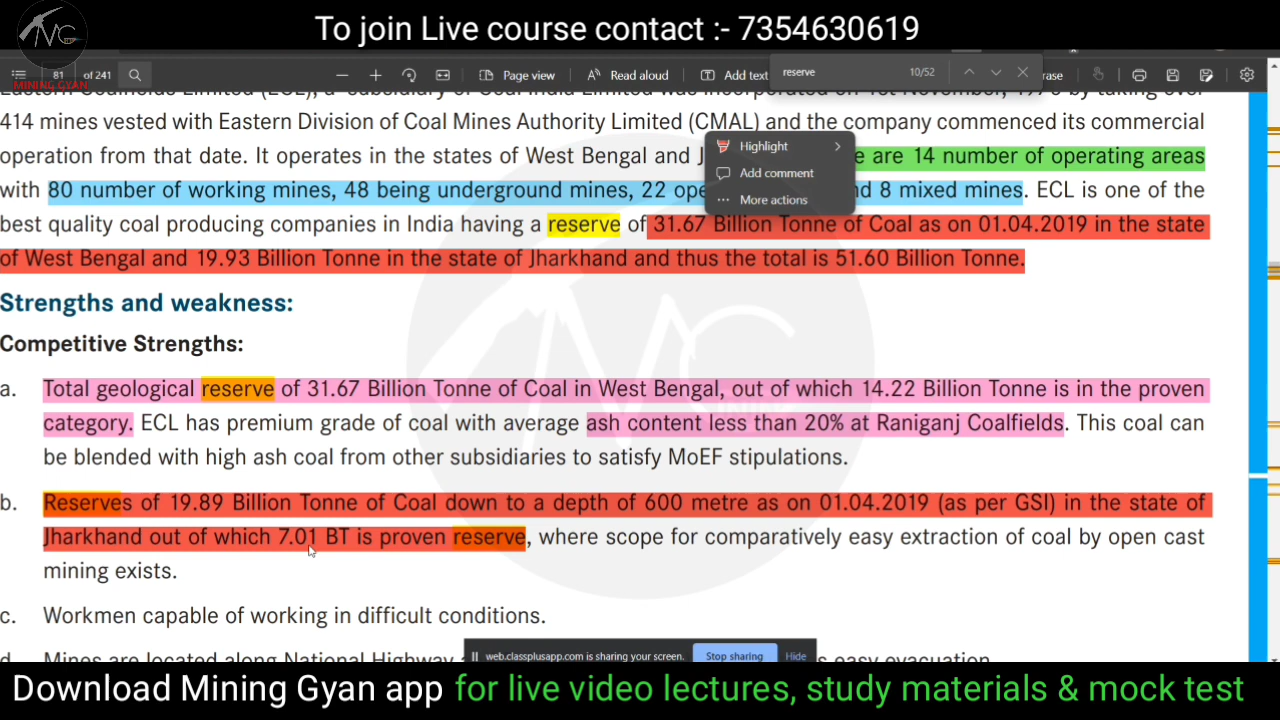 To join Live course contact :- 7354630619
81 of 241
Page view
Read aloud
Add text
reserve 10/52
rase
MINING GYAN
414 mines vested with Eastern Division of Coal Mines Authority Limited (CMAL) and the company commenced its commercial
operation from that date. It operates in the states of West Bengal and J e are 14 number of operating areas
with 80 number of working mines, 48 being underground mines, 22 ope nd 8 mixed mines. ECL is one of the
Highlight
Add comment
More actions
best quality coal producing companies in India having a reserve of 31.67 Billion Tonne of Coal as on 01.04.2019 in the state
of West Bengal and 19.93 Billion Tonne in the state of Jharkhand and thus the total is 51.60 Billion Tonne.
Strengths and weakness:
Competitive Strengths:
a. Total geological reserve of 31.67 Billion Tonne of Coal in West Bengal, out of which 14.22 Billion Tonne is in the proven
category. ECL has premium grade of coal with average ash content less than 20% at Raniganj Coalfields. This coal can
be blended with high ash coal from other subsidiaries to satisfy MoEF stipulations.
b. Reserves of 19.89 Billion Tonne of Coal down to a depth of 600 metre as on 01.04.2019 (as per GSI) in the state of
Jharkhand out of which 7.01 BT is proven reserve, where scope for comparatively easy extraction of coal by open cast
mining exists.
c. Workmen capable of working in difficult conditions.
d. Mines are located along National Highway s easy evacuation
web.classplusapp.com is sharing your screen. Stop sharing Hide
Download Mining Gyan app for live video lectures, study materials & mock test